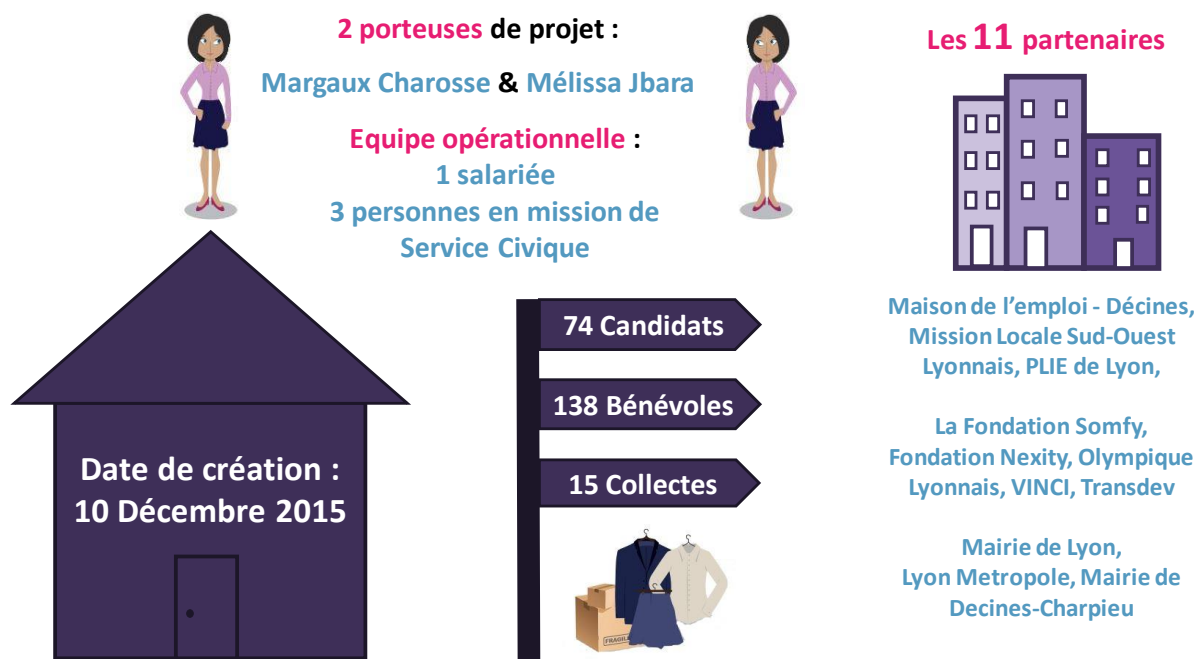 2 porteuses de projet :
Margaux Charosse & Mélissa Jbara
Equipe opérationnelle :
1 salariée
3 personnes en mission de
Service Civique
Date de création :
10 Décembre 2015
74 Candidats
138 Bénévoles
15 Collectes
FRAGILE
Les 11 partenaires
Maison de l’emploi - Décines,
Mission Locale Sud-Ouest
Lyonnais, PLIE de Lyon,
La Fondation Somfy,
Fondation Nexity, Olympique
Lyonnais, VINCI, Transdev
Mairie de Lyon,
Lyon Metropole, Mairie de
Decines-Charpieu